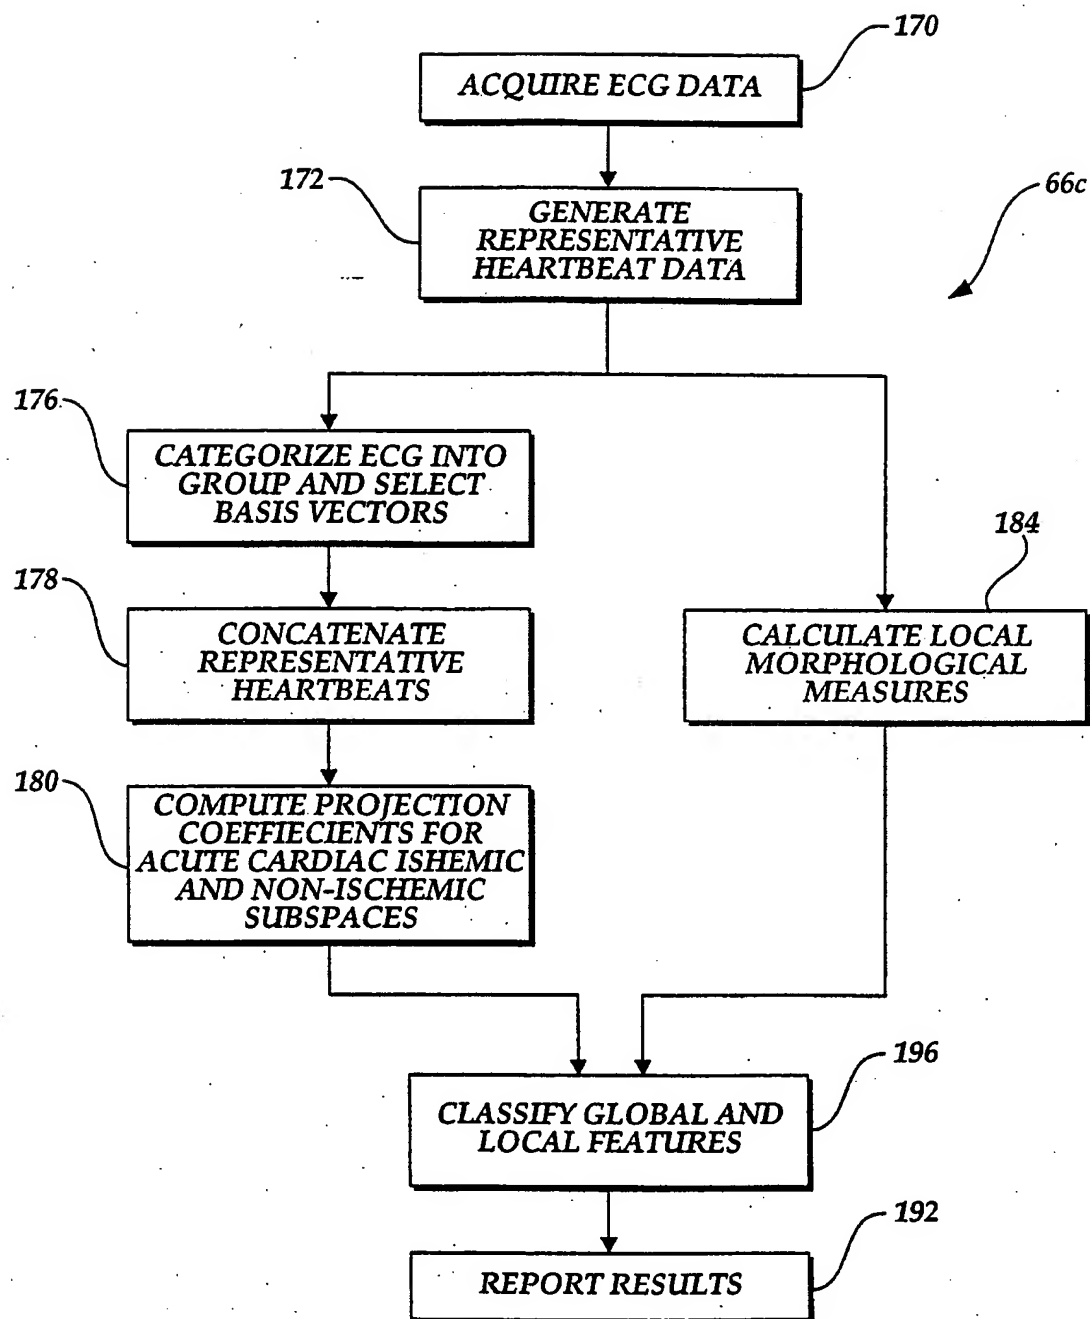 170
ACQUIRE ECG DATA
172
66c
GENERATE
REPRESENTATIVE
HEARTBEAT DATA
176
CATEGORIZE ECG INTO
GROUP AND SELECT
BASIS VECTORS
184
178
CONCATENATE
REPRESENTATIVE
HEARTBEATS
CALCULATE LOCAL
MORPHOLOGICAL
MEASURES
180
COMPUTE PROJECTION
COEFFIECIENTS FOR
ACUTE CARDIAC ISHEMIC
AND NON-ISCHEMIC
SUBSPACES
196
CLASSIFY GLOBAL AND
LOCAL FEATURES
192
REPORT RESULTS